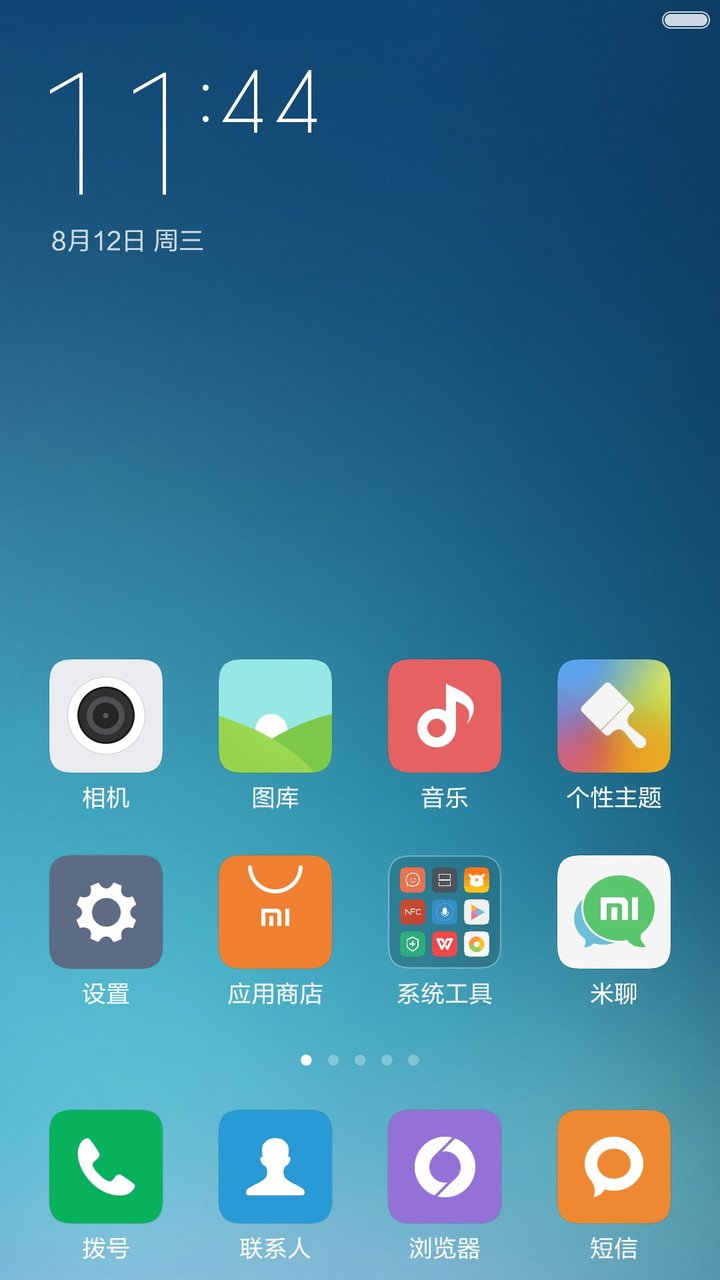 11:44
8月12日 周三
相机
图库
音乐
个性主题
设置
mi
应用商店
NFC
系统工具
mi
米聊
拨号
联系人
浏览器
短信